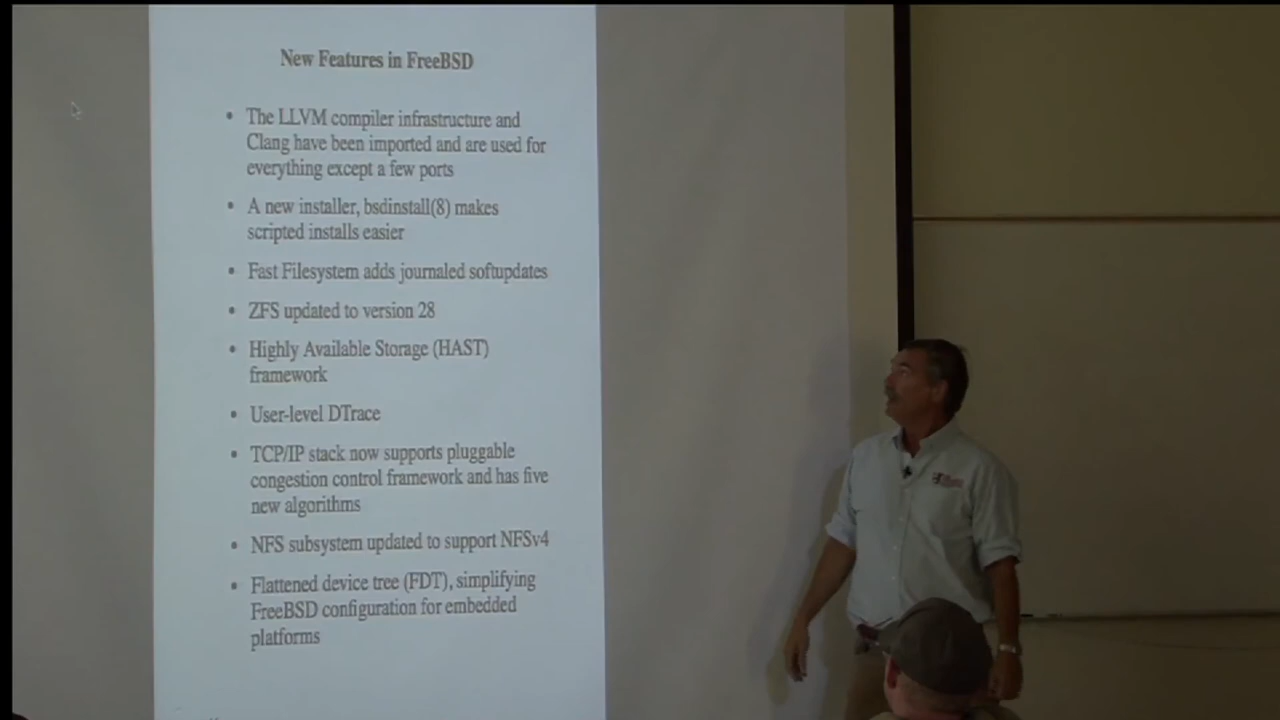 New Features in FreeBSD
• The LLVM compiler infrastructure and
Clang have been imported and are used for
everything except a few ports
• A new installer, bsdinstall(8) makes
scripted installs easier
• Fast Filesystem adds journaled softupdates
• ZFS updated to version 28
• Highly Available Storage (HAST)
framework
• User-level DTrace
• TCP/IP stack now supports pluggable
congestion control framework and has five
new algorithms
• NFS subsystem updated to support NFSv4
• Flattened device tree (FDT), simplifying
FreeBSD configuration for embedded
platforms